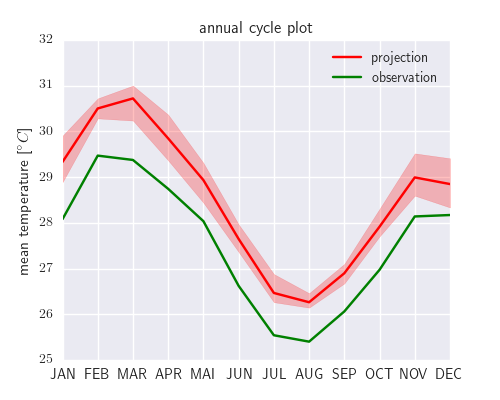 annual cycle plot
projection
observation
mean temperature [°C]
32
31
30
29
28
27
26
25
JAN FEB MAR APR MAI JUN JUL AUG SEP OCT NOV DEC